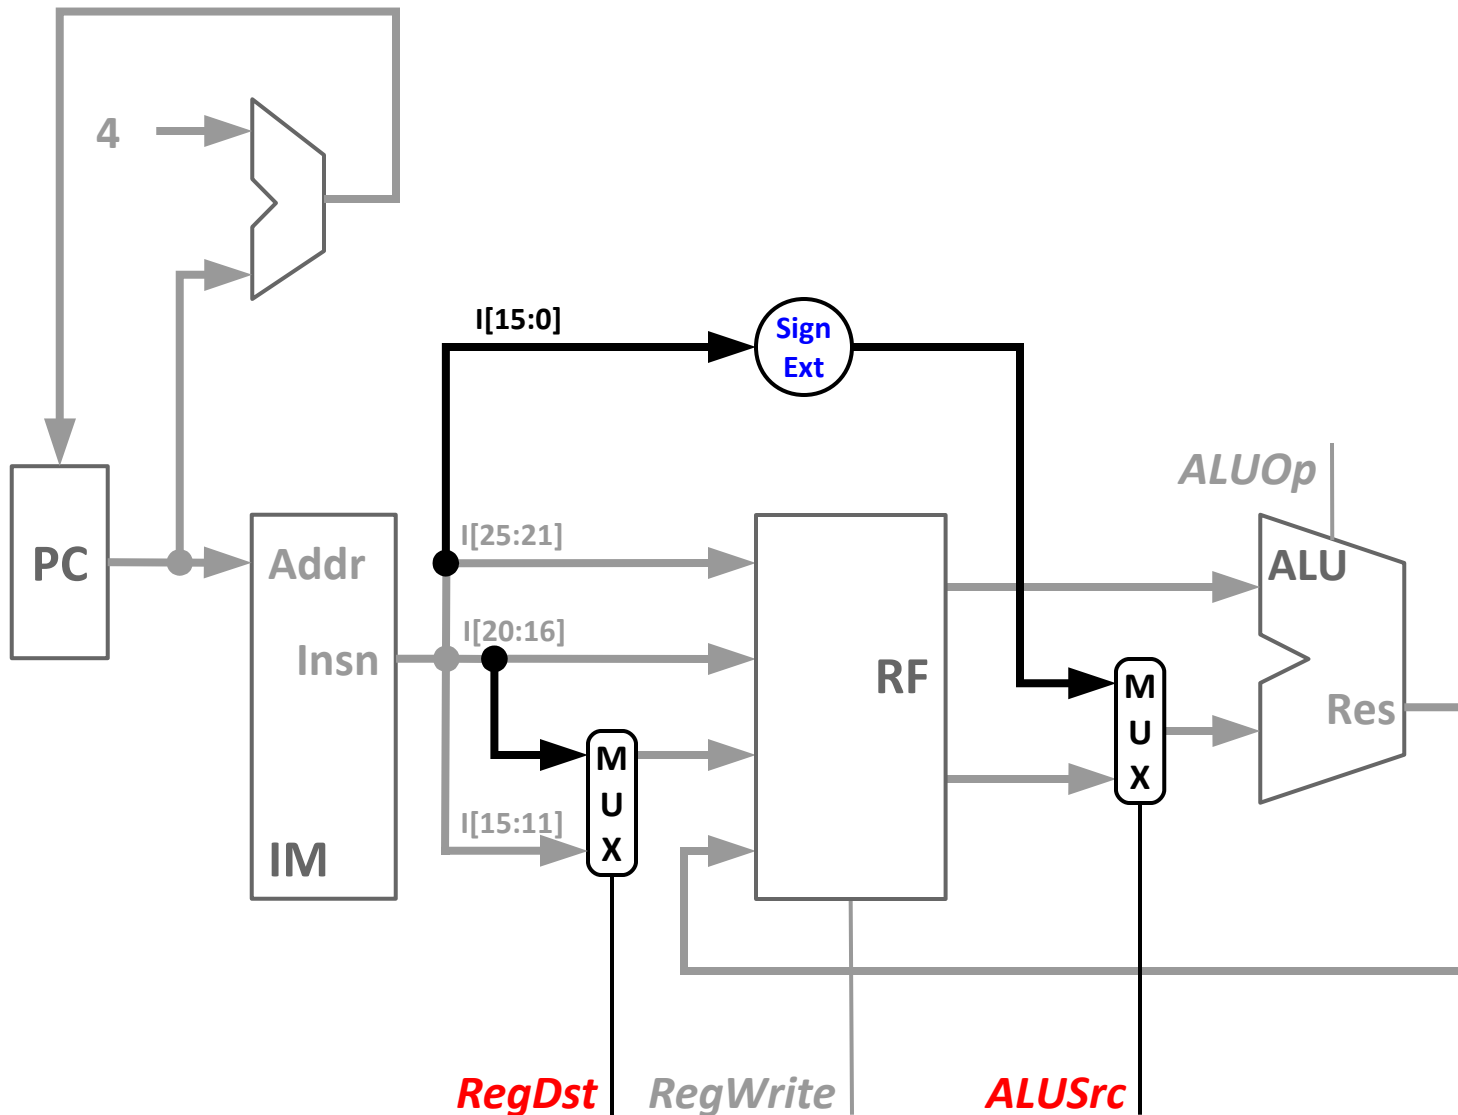 4
I[15:0]
Sign
Ext
ALUOp
I[25:21]
PC
Addr
ALU
I[20:16]
Insn
RF
Res
M
U
X
M
U
X
I[15:11]
IM
RegDst
RegWrite
ALUSrc